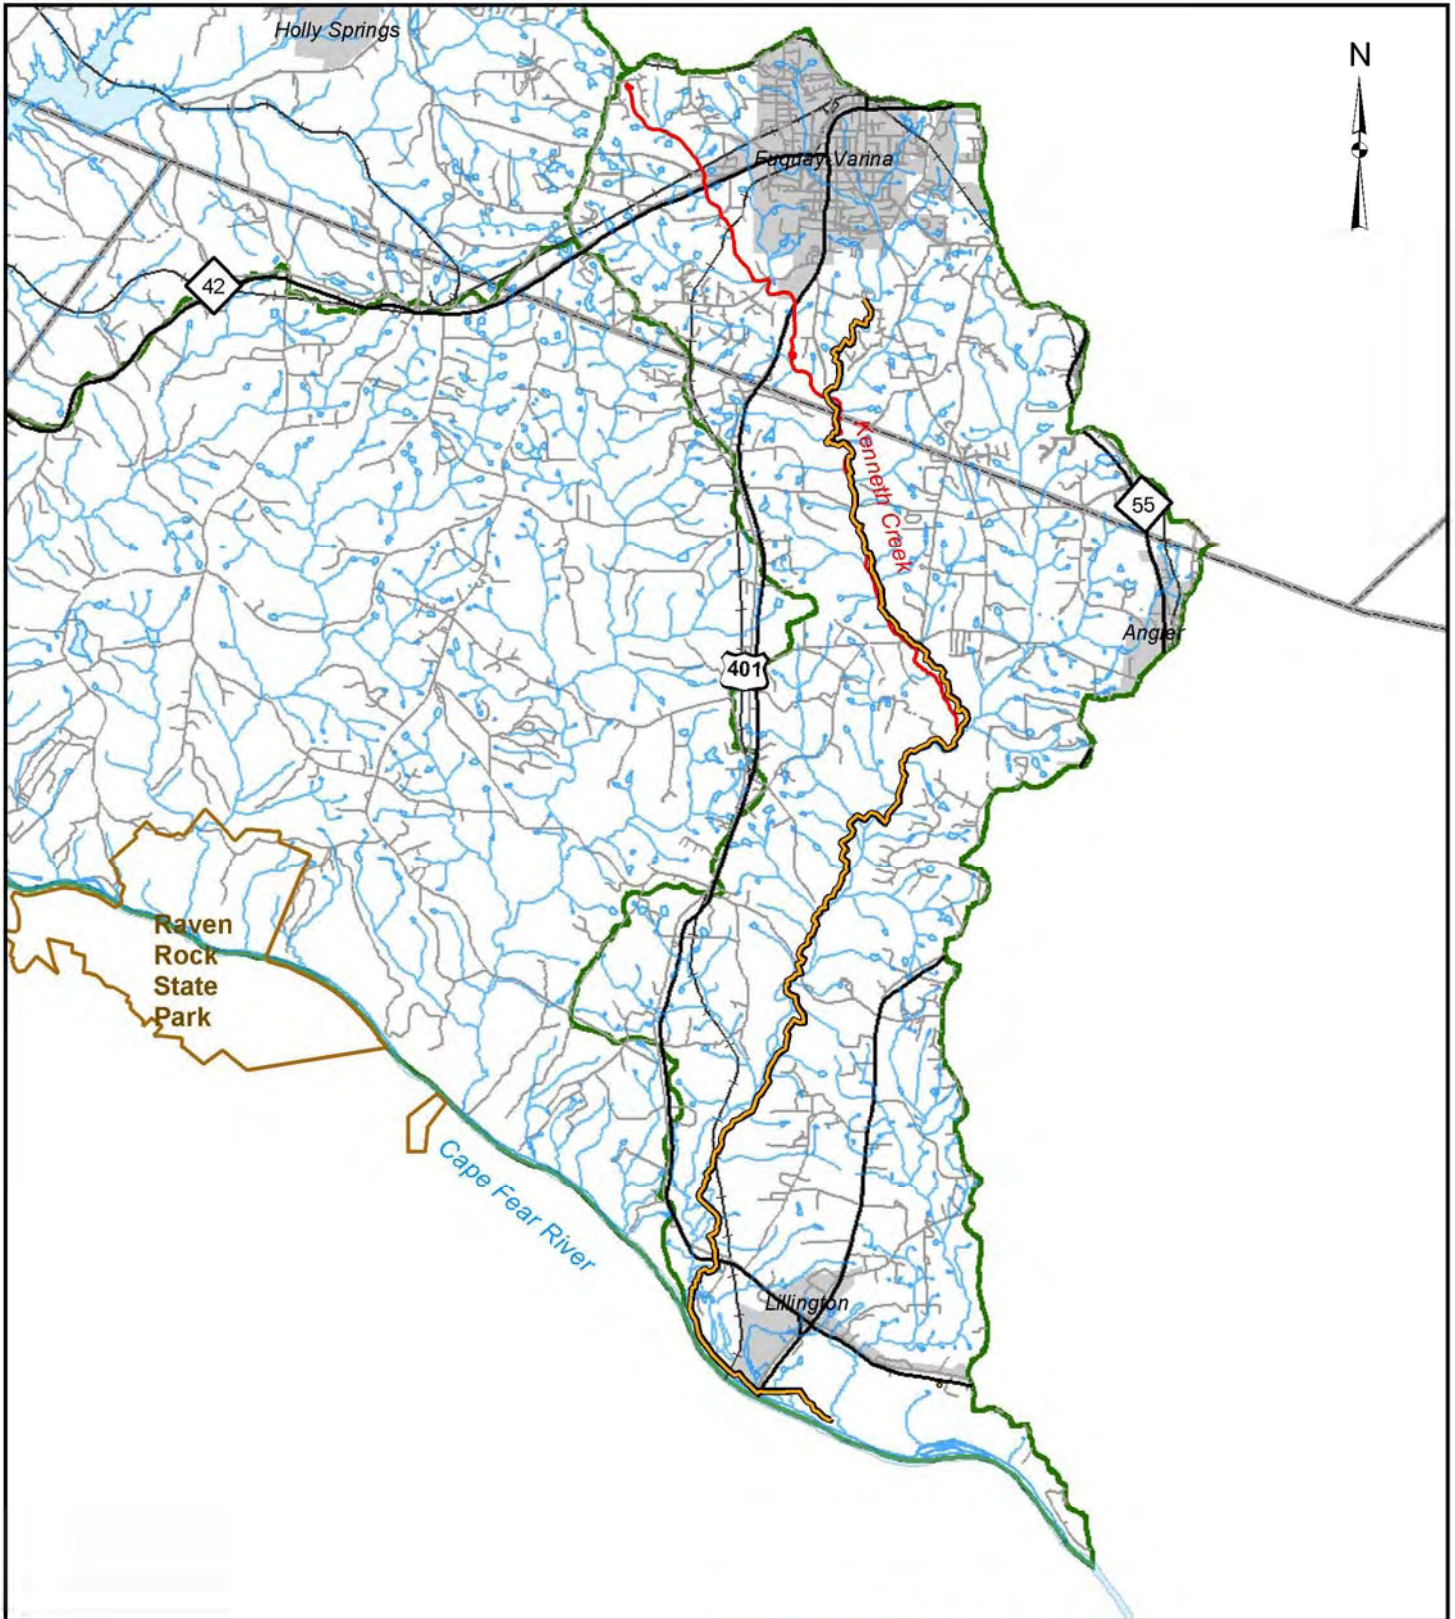 Holly Springs
N
Fuquay-Varina
42
Kenneth Creek
55
Angier
401
Raven
Rock
State
Park
Cape Fear River
Lillington